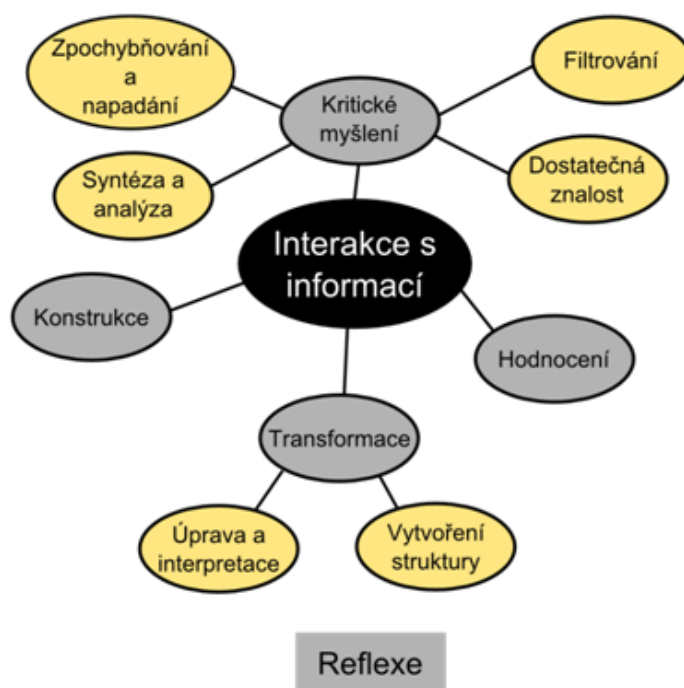 Zpochybňování
a
napadání
Filtrování
Kritické
myšlení
Syntéza a
analýza
Dostatečná
znalost
Interakce s
informací
Konstrukce
Hodnocení
Transformace
Úprava a
interpretace
Vytvoření
struktury
Reflexe